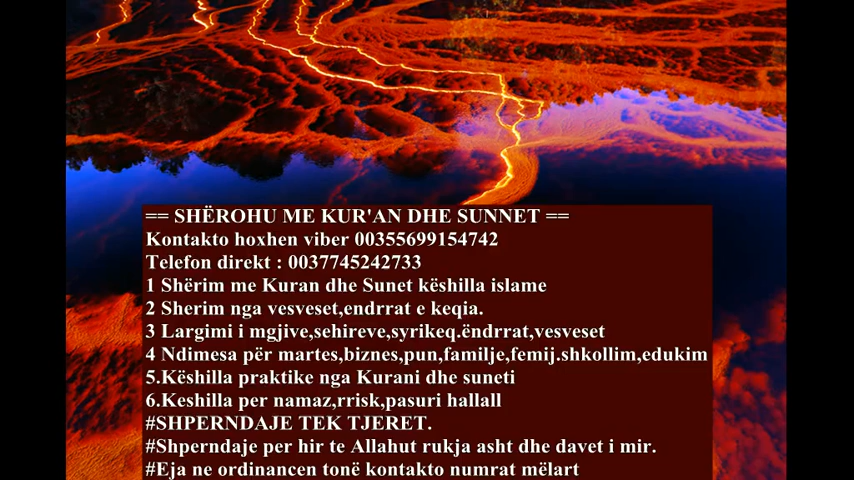 == SHËROHU ME KUR'AN DHE SUNNET ==
Kontakto hoxhen viber 00355699154742
Telefon direkt : 0037745242733
1 Shërim me Kuran dhe Sunet këshilla islame
2 Sherim nga vesveset,endrrat e keqia.
3 Largimi i mgjive,sehireve,syrikeq.ëndrrat,vesveset
4 Ndimesa për martes,biznes,pun,familje,femij.shkollim,edukim
5.Këshilla praktike nga Kurani dhe suneti
6.Keshilla per namaz,rrisk,pasuri hallall
#SHPERNDAJE TEK TJERET.
#Shperndaje per hir te Allahut rukja asht dhe davet i mir.
#Eja ne ordinancen tonë kontakto numrat mëlart